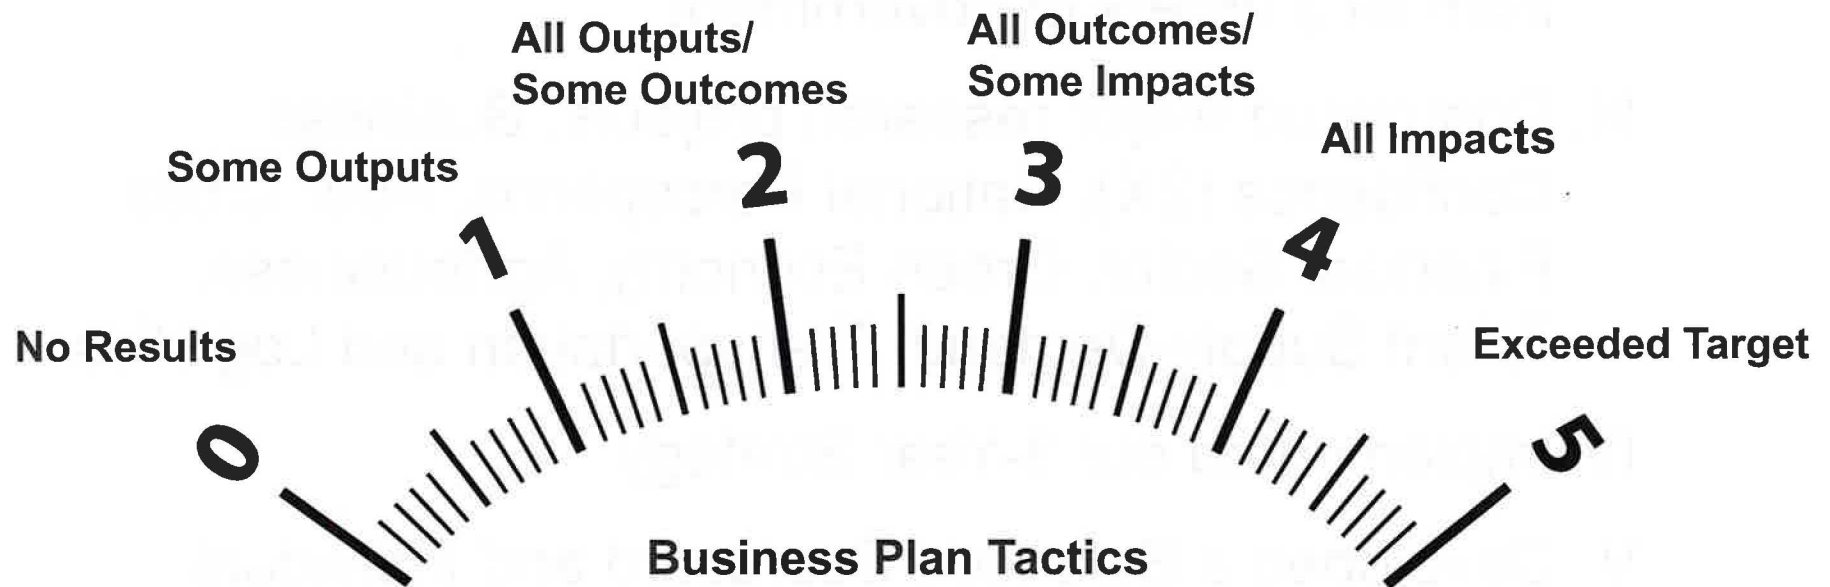 All Outputs/
Some Outcomes
All Outcomes/
Some Impacts
Some Outputs
All Impacts
2
3
1
4
No Results
Exceeded Target
0
5
Business Plan Tactics